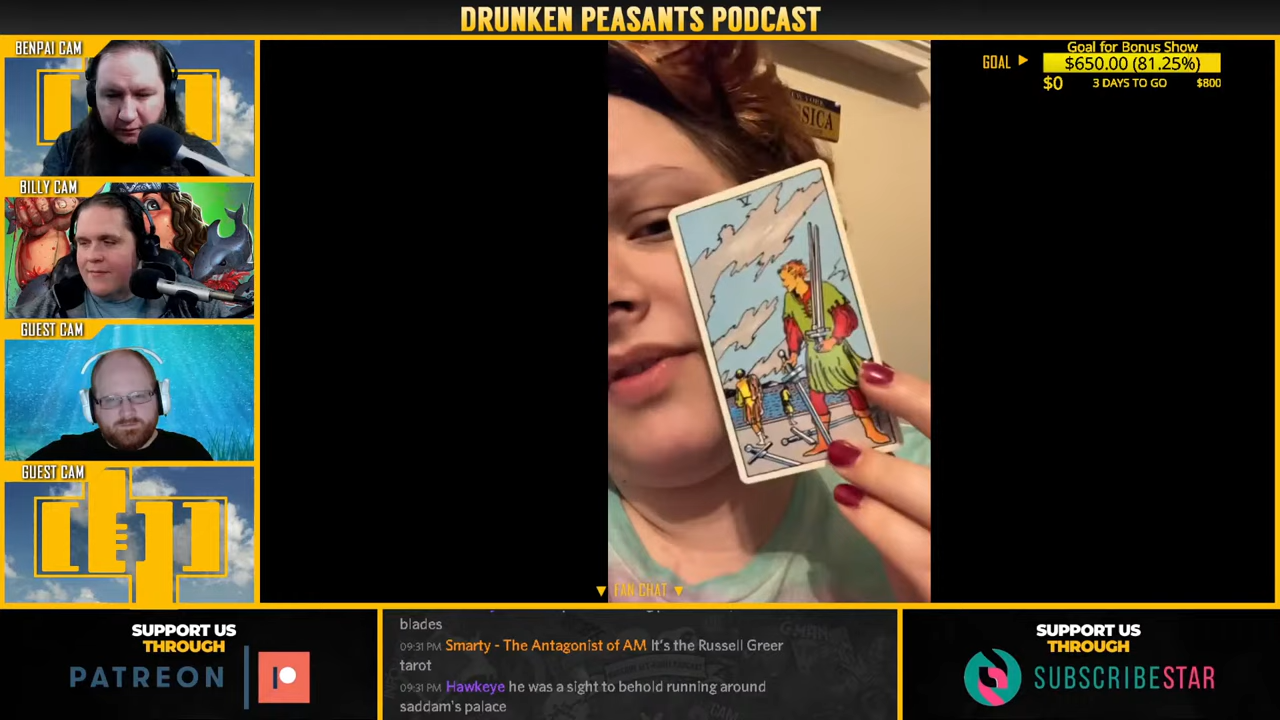 DRUNKEN PEASANTS PODCAST
BENPAI CAM
BILLY CAM
GUEST CAM
GUEST CAM
SICA
V
Goal for Bonus Show
GOAL ▶ $650.00 (81.25%)
$0 3 DAYS TO GO $800
▼ FAN CHAT ▼
SUPPORT US
THROUGH
PATREON
blades
09:31 PM Smarty - The Antagonist of AM It's the Russell Greer
tarot
09:31 PM Hawkeye he was a sight to behold running around
saddam's palace
SUPPORT US
THROUGH
SUBSCRIBESTAR